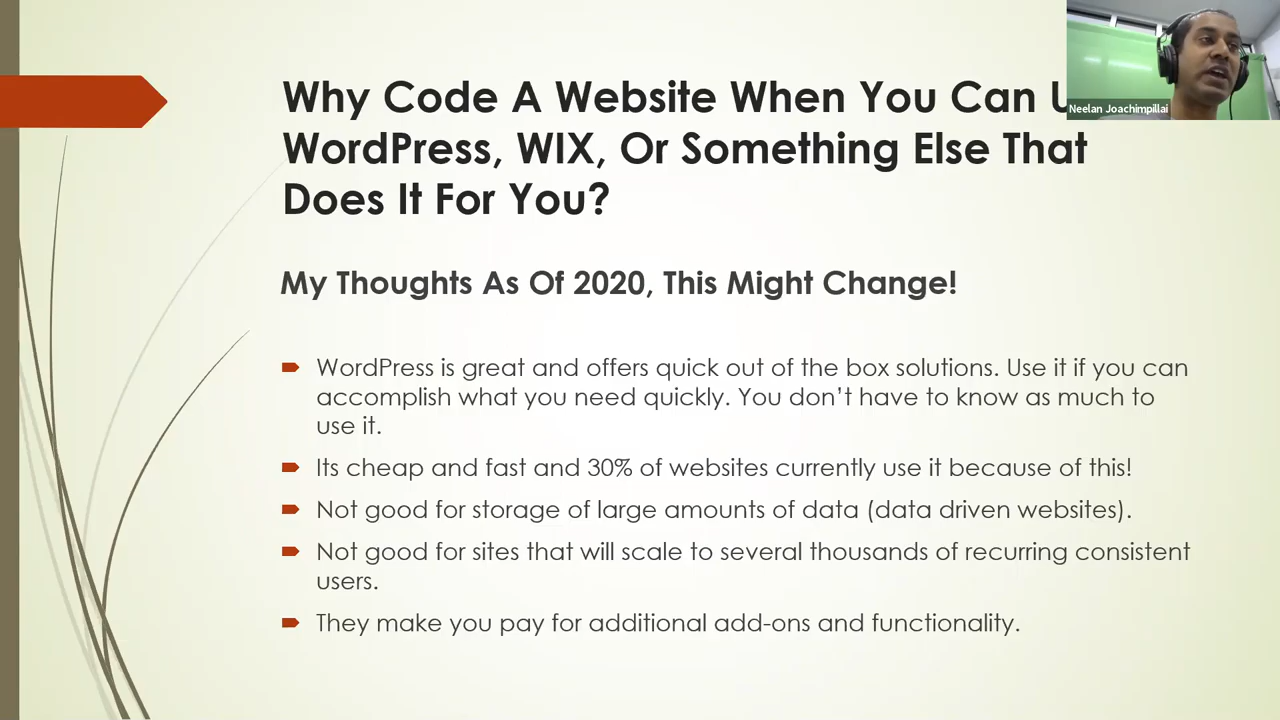 Why Code A Website When You Can
WordPress, WIX, Or Something Else That
Does It For You?
Neelan Joachimpillai
My Thoughts As Of 2020, This Might Change!
WordPress is great and offers quick out of the box solutions. Use it if you can
accomplish what you need quickly. You don’t have to know as much to
use it.
Its cheap and fast and 30% of websites currently use it because of this!
Not good for storage of large amounts of data (data driven websites).
Not good for sites that will scale to several thousands of recurring consistent
users.
They make you pay for additional add-ons and functionality.